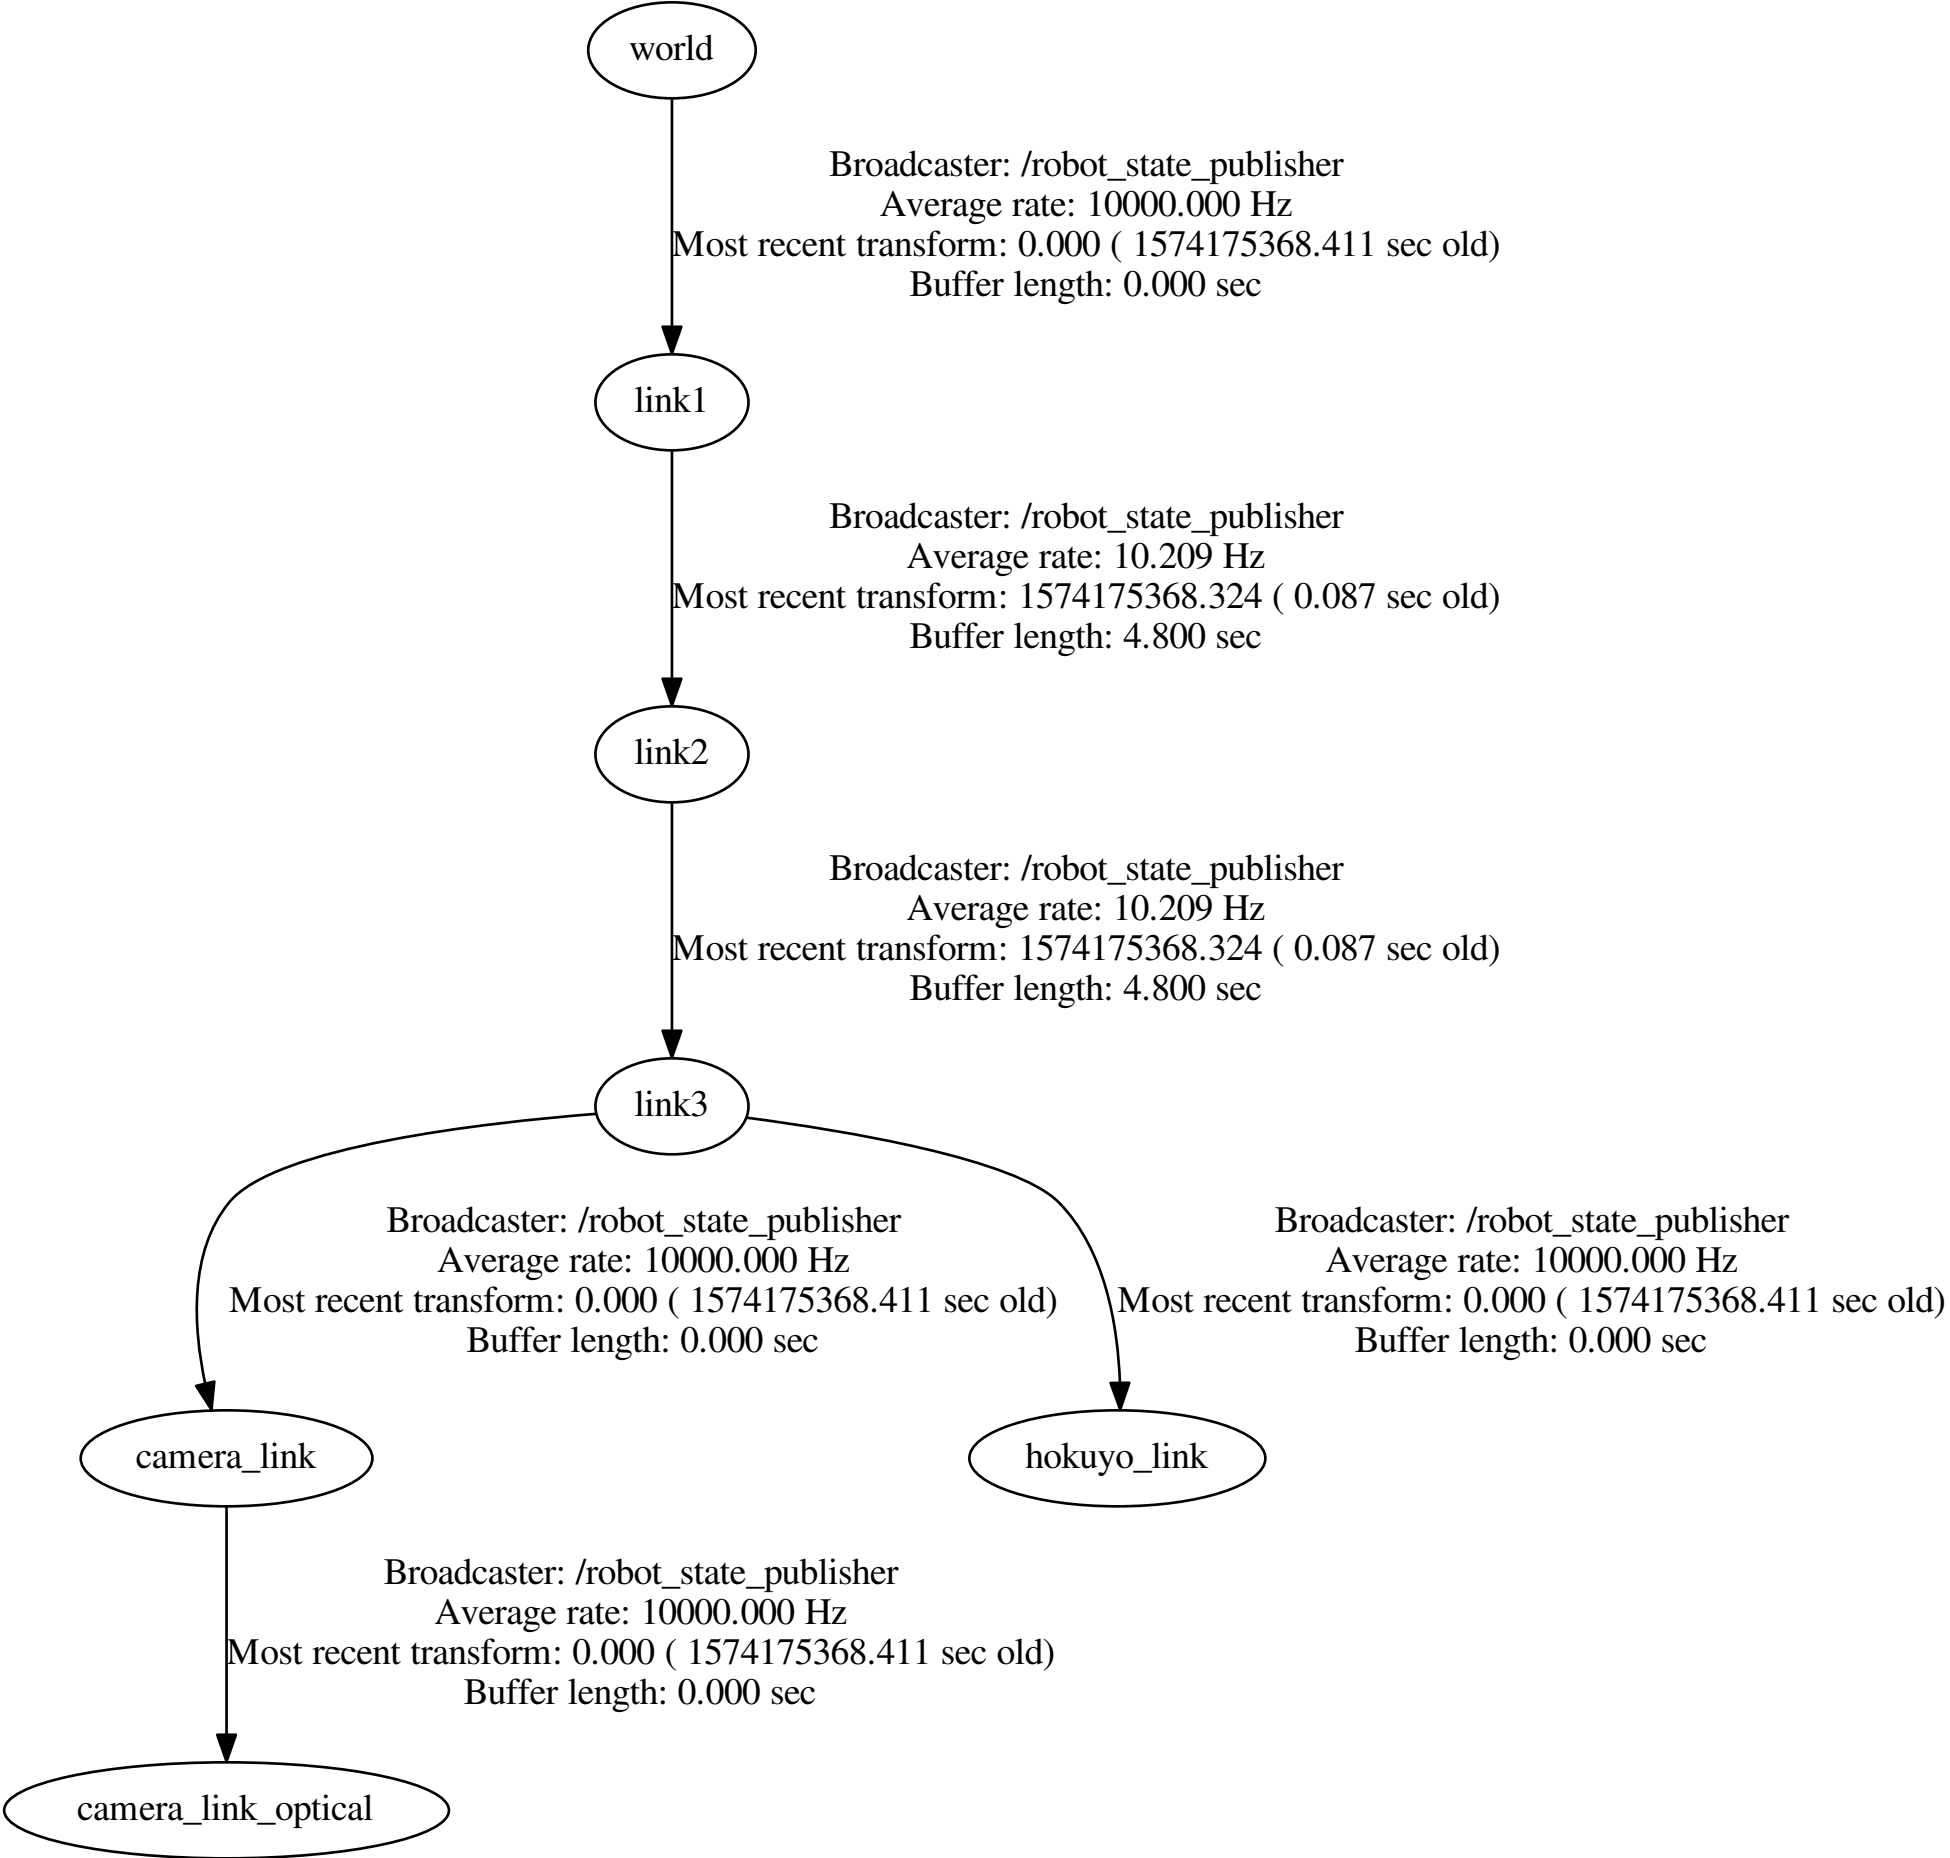 world
Broadcaster: /robot_state_publisher
Average rate: 10000.000 Hz
Most recent transform: 0.000 ( 1574175368.411 sec old)
Buffer length: 0.000 sec
link1
Broadcaster: /robot_state_publisher
Average rate: 10.209 Hz
Most recent transform: 1574175368.324 ( 0.087 sec old)
Buffer length: 4.800 sec
link2
Broadcaster: /robot_state_publisher
Average rate: 10.209 Hz
Most recent transform: 1574175368.324 ( 0.087 sec old)
Buffer length: 4.800 sec
link3
Broadcaster: /robot_state_publisher
Average rate: 10000.000 Hz
Most recent transform: 0.000 ( 1574175368.411 sec old)
Buffer length: 0.000 sec
Broadcaster: /robot_state_publisher
Average rate: 10000.000 Hz
Most recent transform: 0.000 ( 1574175368.411 sec old)
Buffer length: 0.000 sec
camera_link
hokuyo_link
Broadcaster: /robot_state_publisher
Average rate: 10000.000 Hz
Most recent transform: 0.000 ( 1574175368.411 sec old)
Buffer length: 0.000 sec
camera_link_optical